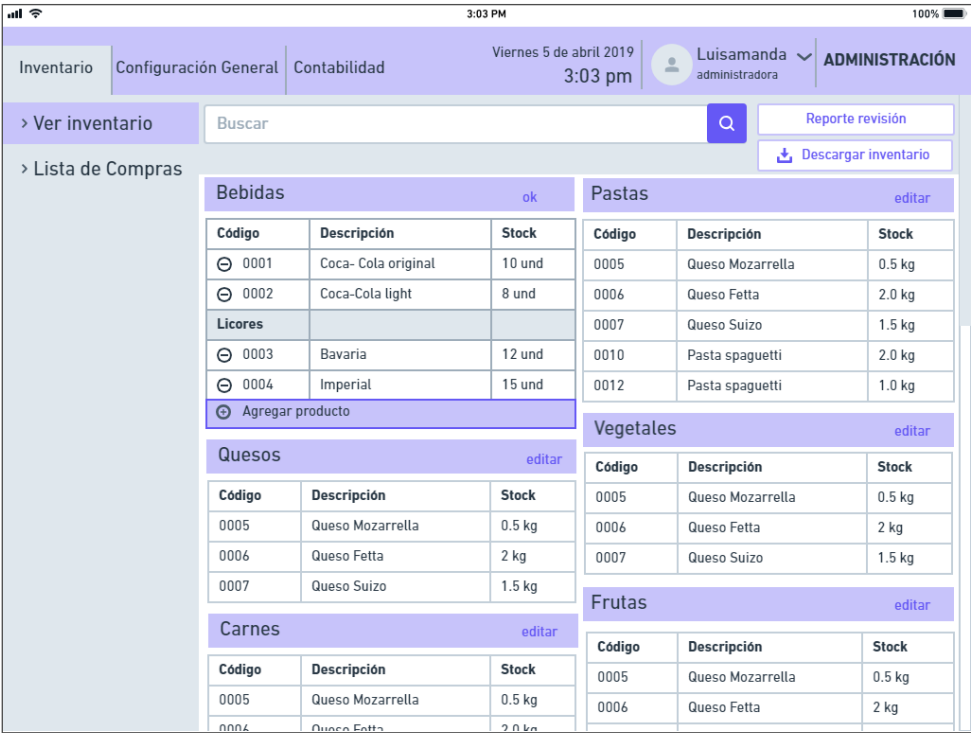 3:03 PM
100%
Inventario
Configuración General
Contabilidad
Viernes 5 de abril 2019
3:03 pm
Luisamanda
administradora
ADMINISTRACIÓN
> Ver inventario
> Lista de Compras
Buscar
Reporte revisión
Descargar inventario
Bebidas ok
Código Descripción Stock
0001 Coca- Cola original 10 und
0002 Coca-Cola light 8 und
Licores
0003 Bavaria 12 und
0004 Imperial 15 und
Agregar producto
Quesos editar
Código Descripción Stock
0005 Queso Mozarrella 0.5 kg
0006 Queso Fetta 2 kg
0007 Queso Suizo 1.5 kg
Carnes editar
Código Descripción Stock
0005 Queso Mozarrella 0.5 kg
0006 Queso Fetta 2.0 kg
Pastas editar
Código Descripción Stock
0005 Queso Mozarrella 0.5 kg
0006 Queso Fetta 2.0 kg
0007 Queso Suizo 1.5 kg
0010 Pasta spaguetti 2.0 kg
0012 Pasta spaguetti 1.0 kg
Vegetales editar
Código Descripción Stock
0005 Queso Mozarrella 0.5 kg
0006 Queso Fetta 2 kg
0007 Queso Suizo 1.5 kg
Frutas editar
Código Descripción Stock
0005 Queso Mozarrella 0.5 kg
0006 Queso Fetta 2 kg